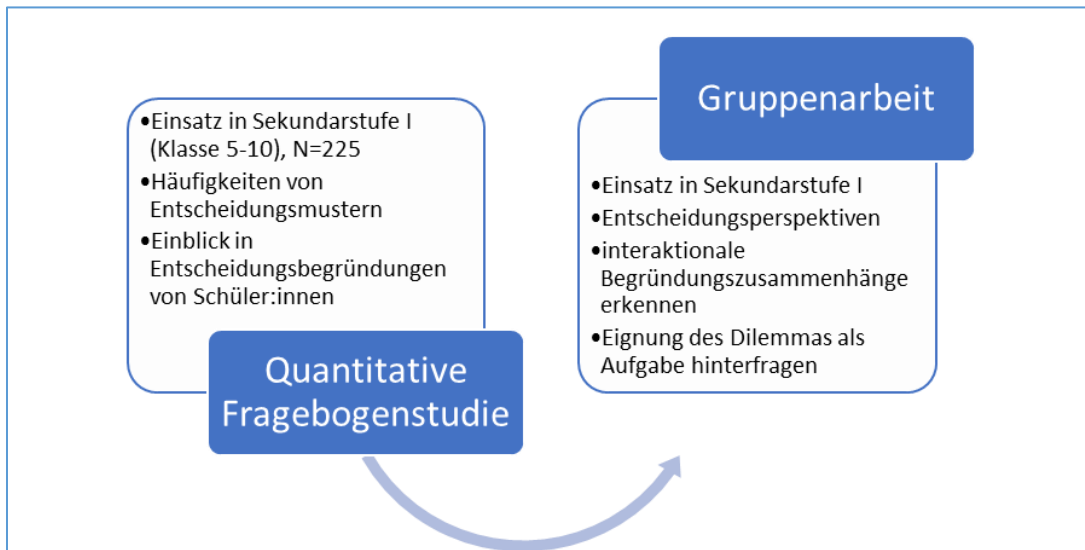 •Einsatz in Sekundarstufe I
(Klasse 5-10), N=225
•Häufigkeiten von
Entscheidungsmustern
•Einblick in
Entscheidungsbegründungen
von Schüler:innen
Quantitative
Fragebogenstudie
Gruppenarbeit
•Einsatz in Sekundarstufe I
•Entscheidungsperspektiven
•interaktionale
Begründungszusammenhänge
erkennen
•Eignung des Dilemmas als
Aufgabe hinterfragen